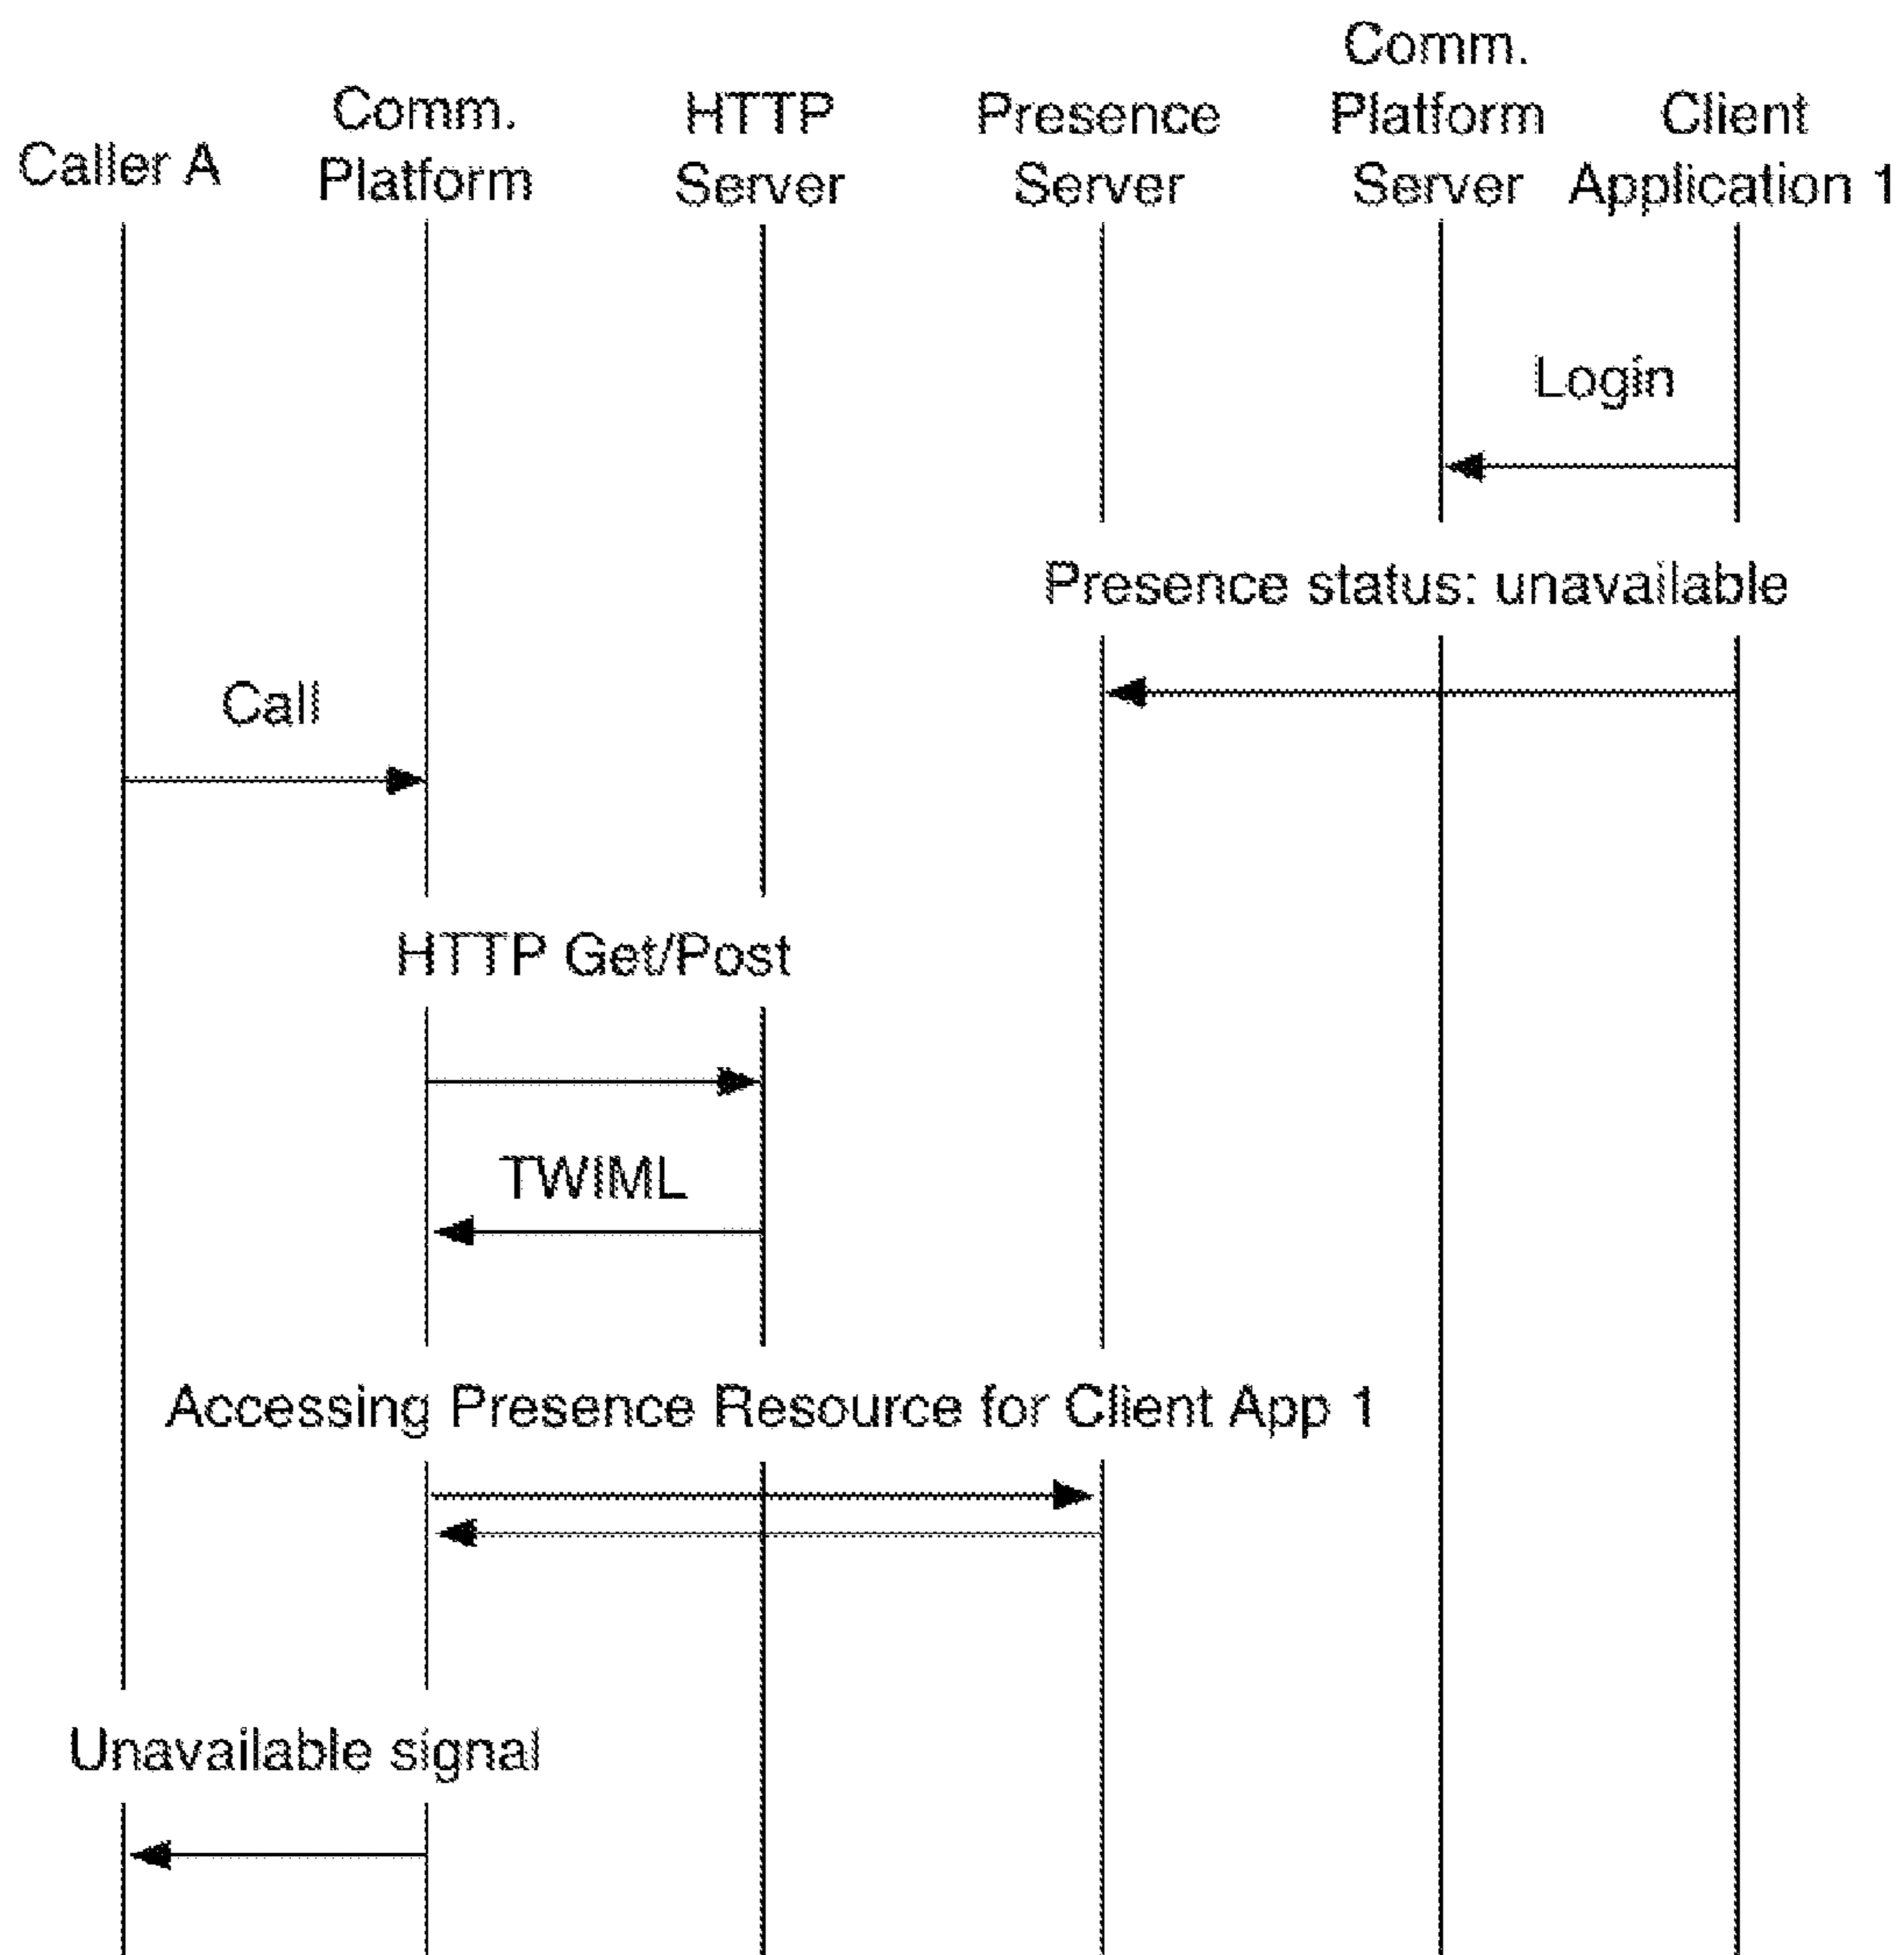 Caller A
Comm.
Platform
HTTP
Server
Presence
Server
Comm.
Platform
Server
Client
Application 1
Login
Presence status: unavailable
Call
HTTP Get/Post
TWIML
Accessing Presence Resource for Client App 1
Unavailable signal